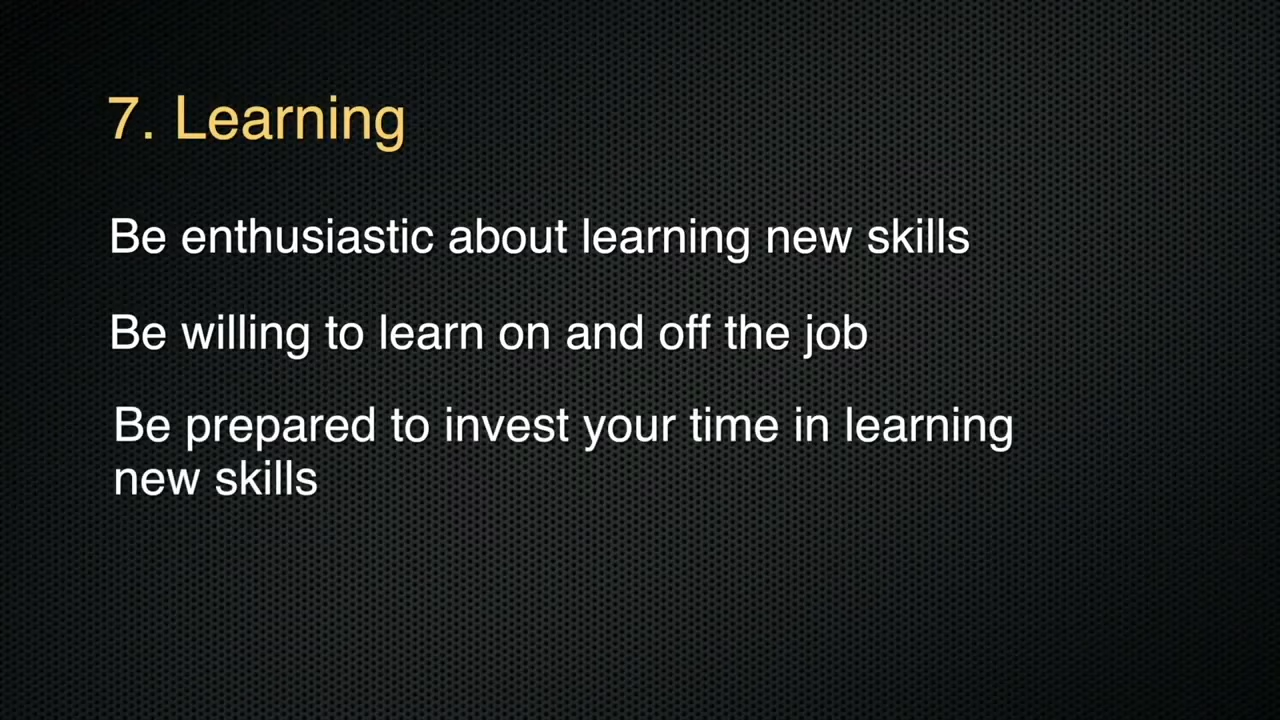 7. Learning
Be enthusiastic about learning new skills
Be willing to learn on and off the job
Be prepared to invest your time in learning
new skills